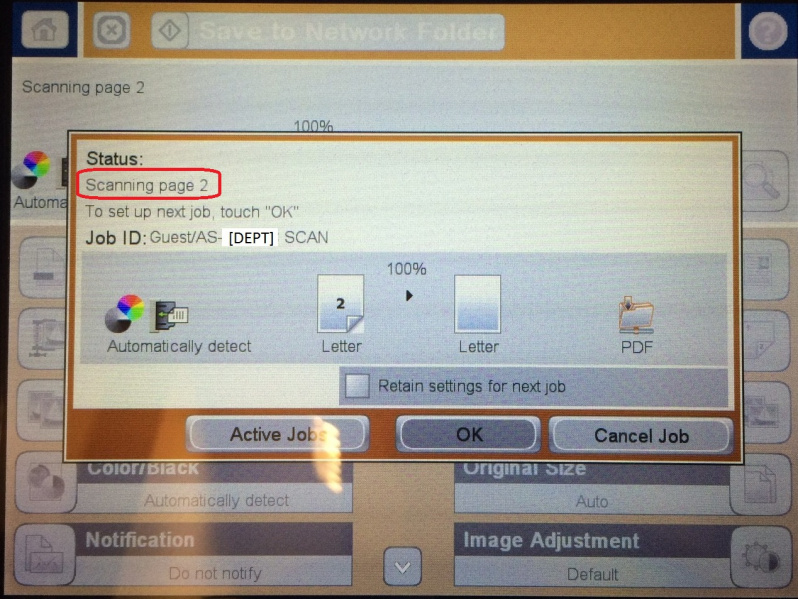 Save to Network Folder
?
Scanning page 2
100%
Automa
Status:
Scanning page 2
To set up next job, touch "OK"
Job ID: Guest/AS- [DEPT] SCAN
100%
2
Automatically detect
Letter
Letter
PDF
Retain settings for next job
Active Jobs
OK
Cancel Job
Color/Black
Automatically detect
Original Size
Auto
Notification
Do not notify
Image Adjustment
Default